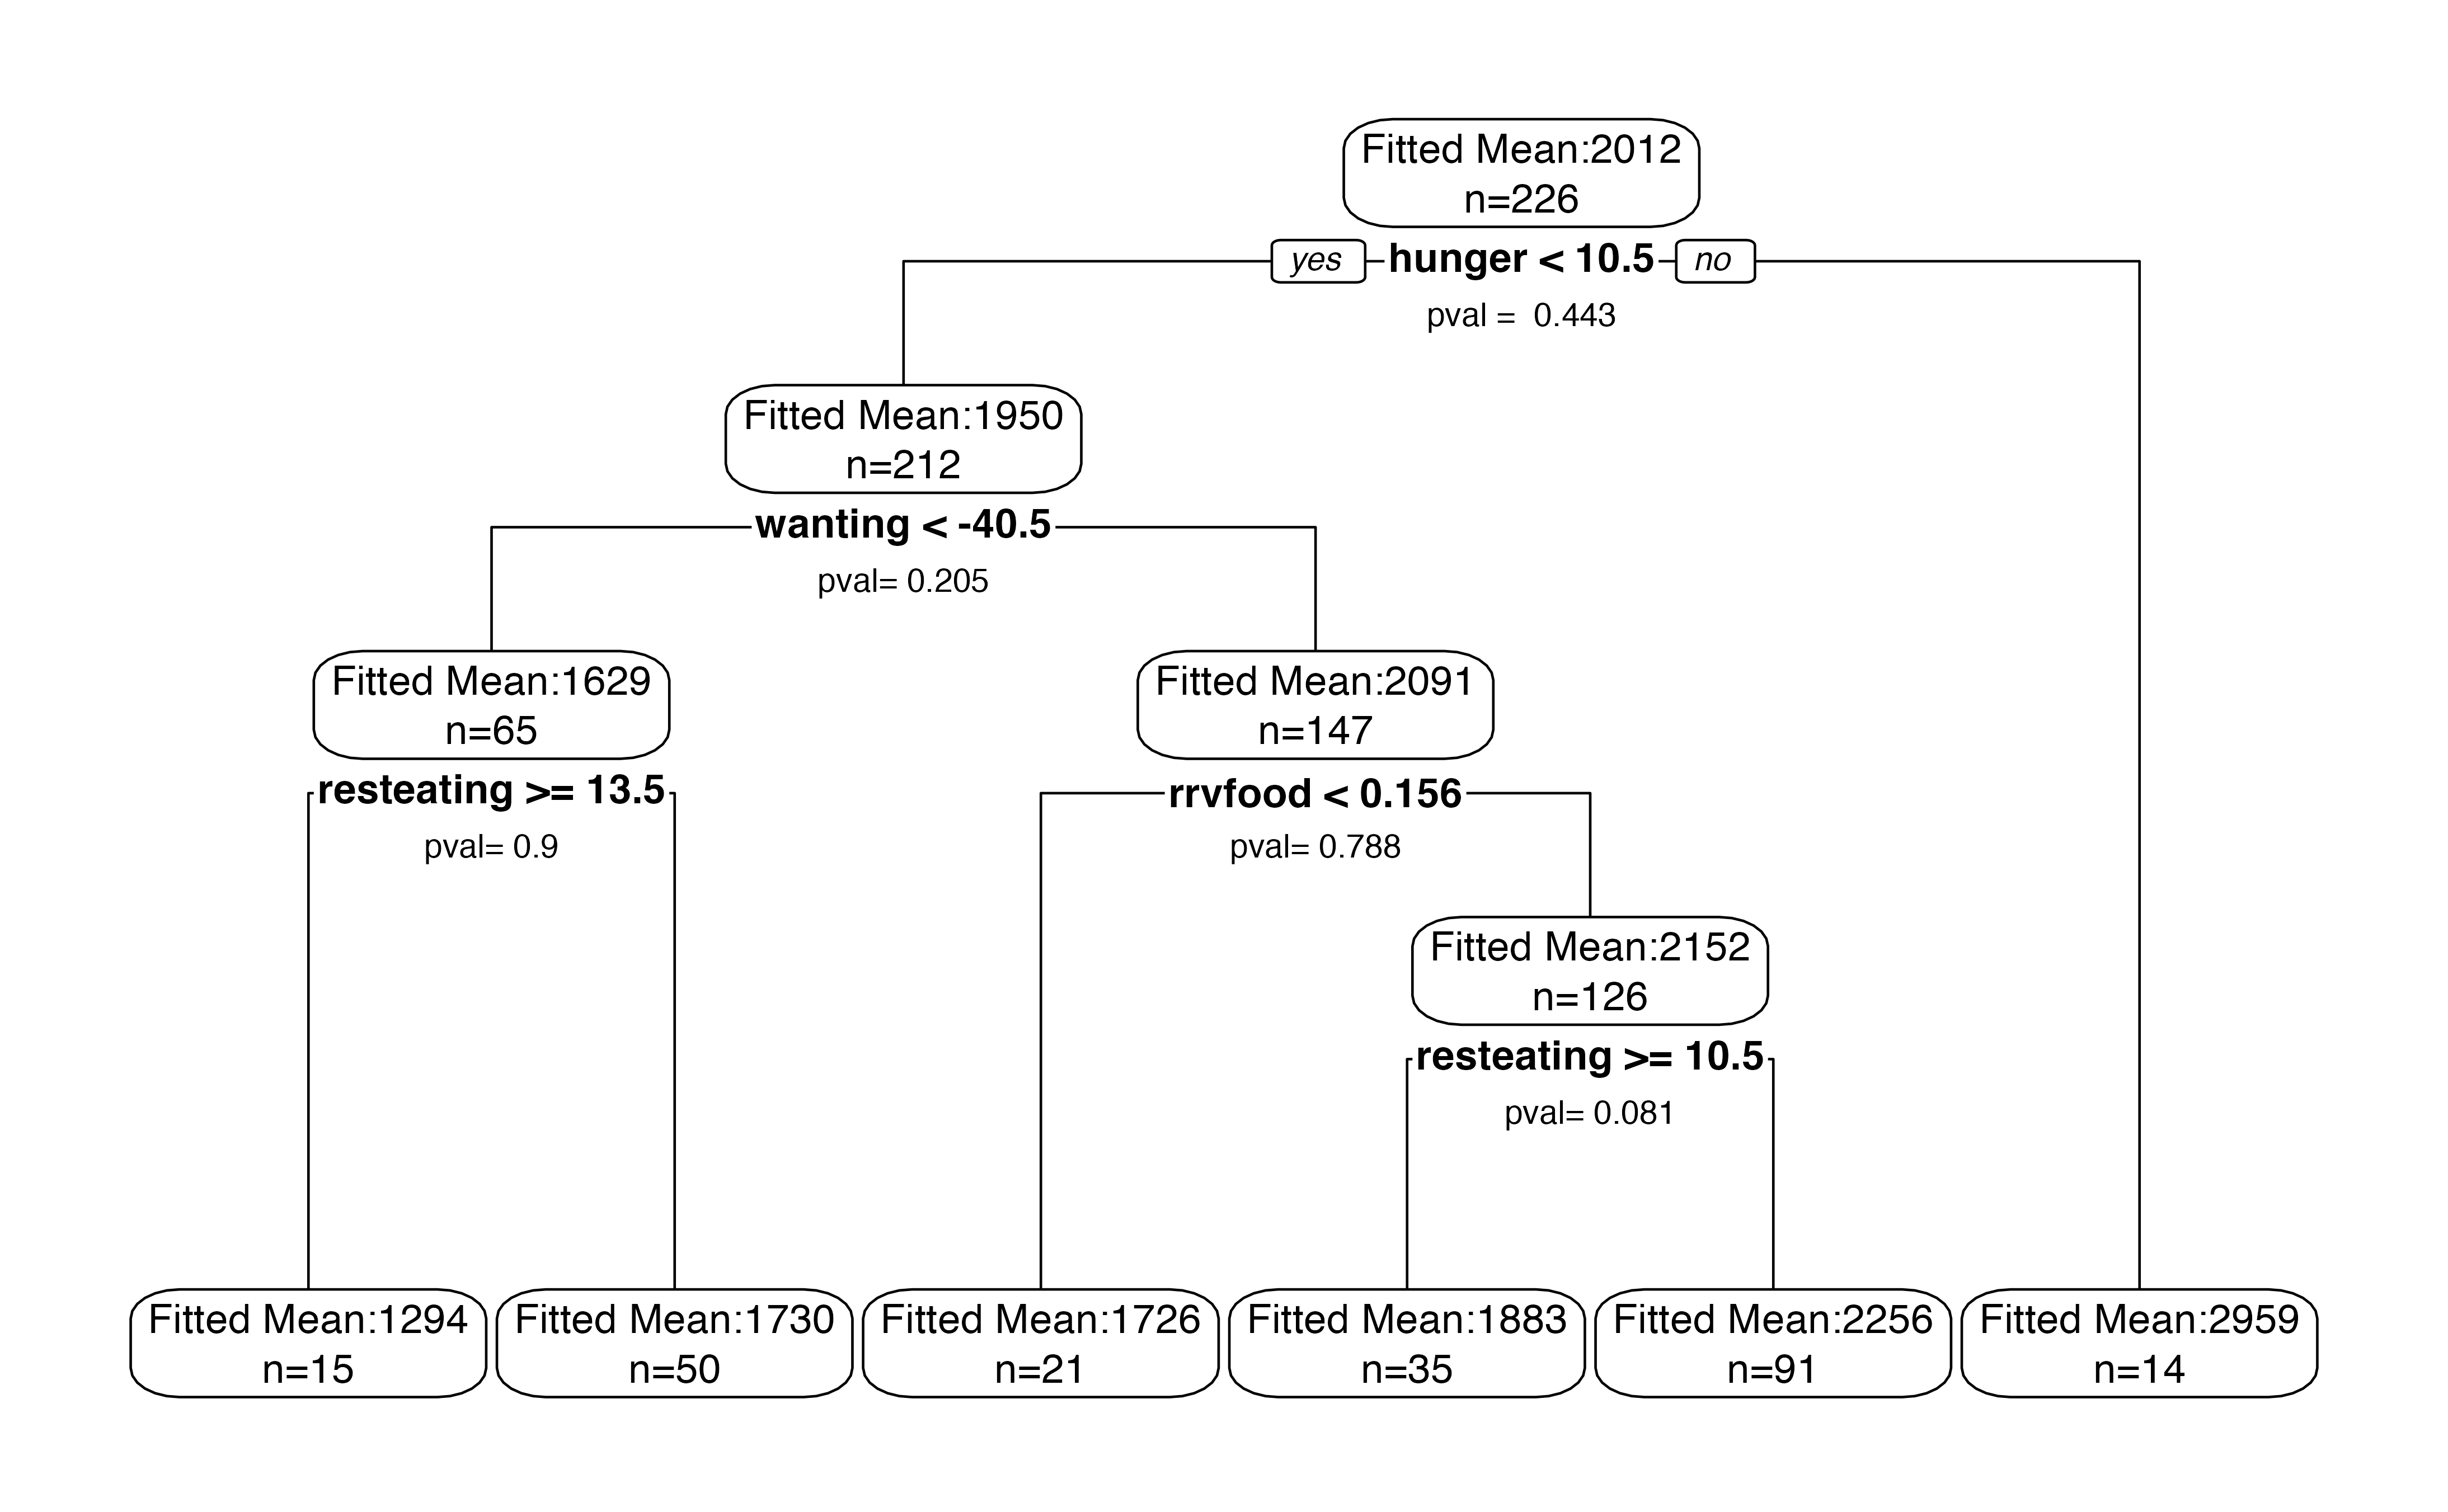 Fitted Mean:2012
n=226
yes hunger < 10.5 no
pval = 0.443
Fitted Mean:1950
n=212
wanting < -40.5
pval= 0.205
Fitted Mean:1629
n=65
resteating >= 13.5
pval= 0.9
Fitted Mean:2091
n=147
rrvfood < 0.156
pval= 0.788
Fitted Mean:2152
n=126
resteating >= 10.5
pval= 0.081
Fitted Mean:1294
n=15
Fitted Mean:1730
n=50
Fitted Mean:1726
n=21
Fitted Mean:1883
n=35
Fitted Mean:2256
n=91
Fitted Mean:2959
n=14